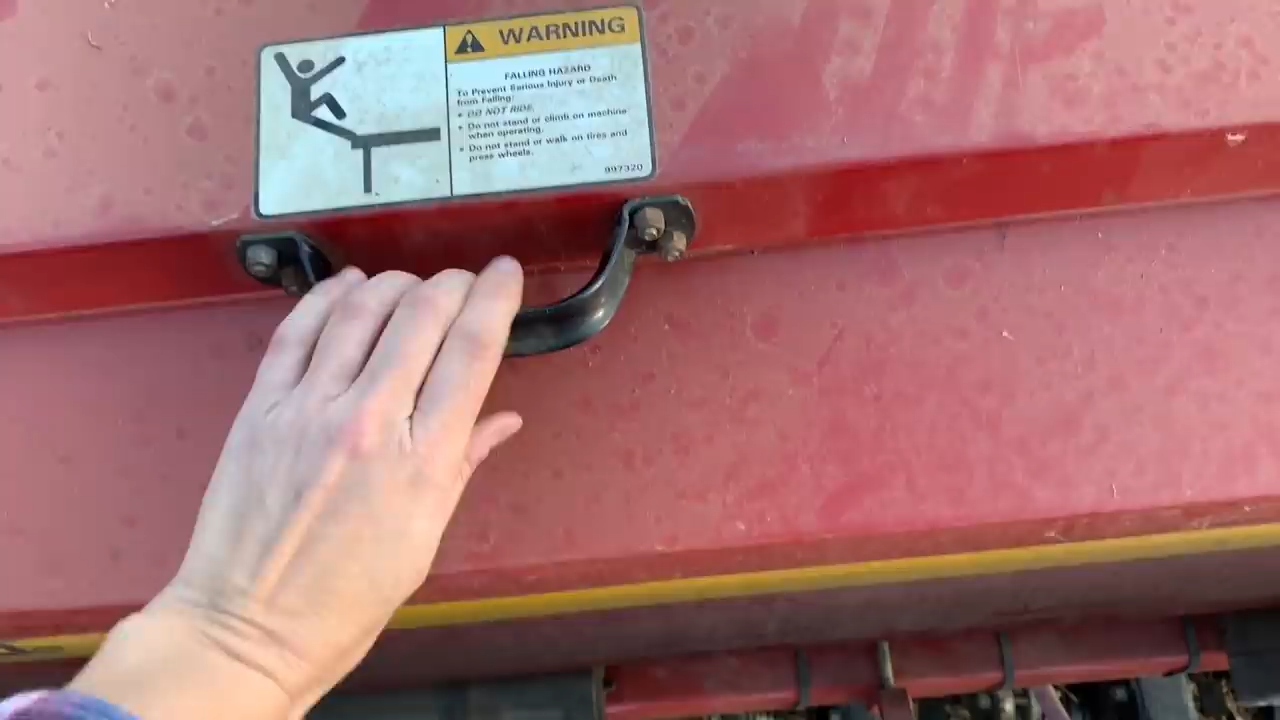 WARNING
FALLING HAZARD
To Prevent Serious Injury or Death
from Falling:
• DO NOT RIDE.
• Do not stand or climb on machine
when operating.
• Do not stand or walk on tires and
press wheels.
997320